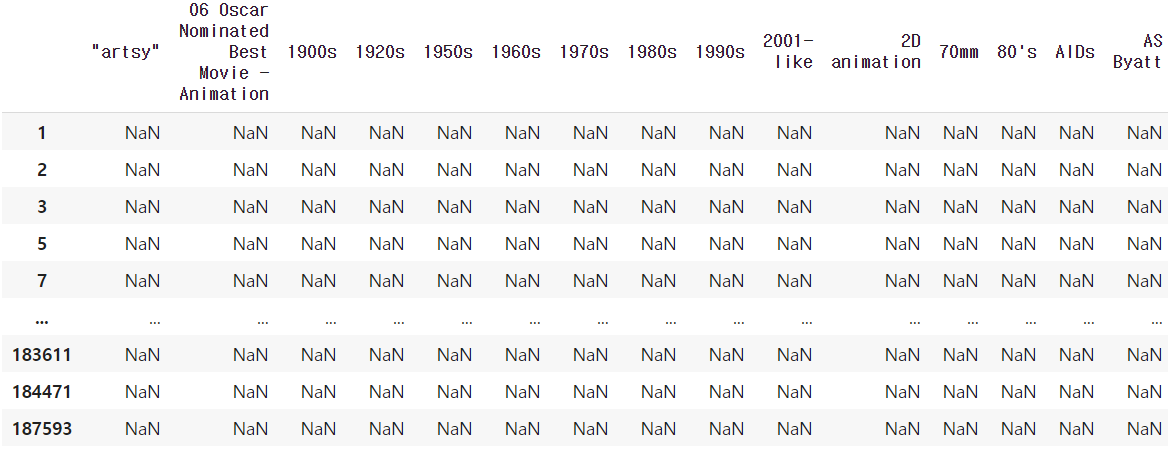 "artsy" 06 Oscar Nominated Best Movie - Animation 1900s 1920s 1950s 1960s 1970s 1980s 1990s 2001-like 2D animation 70mm 80's AIDs AS Byatt
1 NaN NaN NaN NaN NaN NaN NaN NaN NaN NaN NaN NaN NaN NaN NaN
2 NaN NaN NaN NaN NaN NaN NaN NaN NaN NaN NaN NaN NaN NaN NaN
3 NaN NaN NaN NaN NaN NaN NaN NaN NaN NaN NaN NaN NaN NaN NaN
5 NaN NaN NaN NaN NaN NaN NaN NaN NaN NaN NaN NaN NaN NaN NaN
7 NaN NaN NaN NaN NaN NaN NaN NaN NaN NaN NaN NaN NaN NaN NaN
... ... ... ... ... ... ... ... ... ... ... ... ... ... ... ...
183611 NaN NaN NaN NaN NaN NaN NaN NaN NaN NaN NaN NaN NaN NaN NaN
184471 NaN NaN NaN NaN NaN NaN NaN NaN NaN NaN NaN NaN NaN NaN NaN
187593 NaN NaN NaN NaN NaN NaN NaN NaN NaN NaN NaN NaN NaN NaN NaN